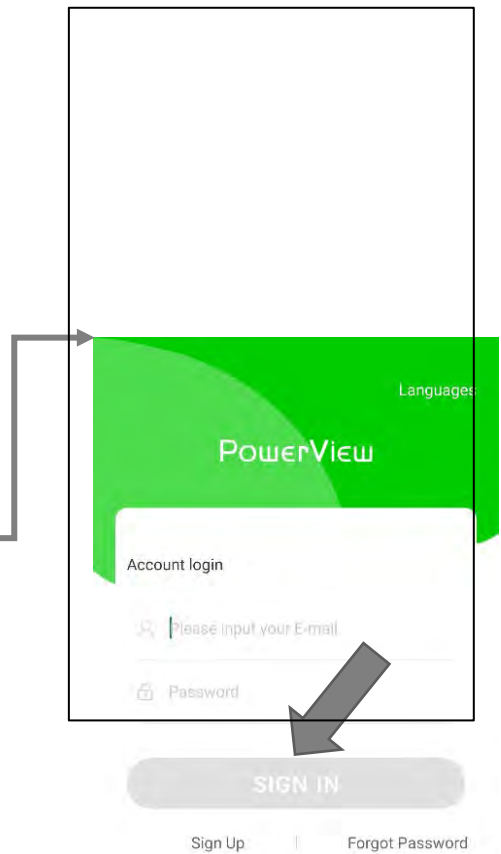 Languages
PowerView
Account login
Please input your E-mail
Password
SIGN IN
Sign Up
Forgot Password